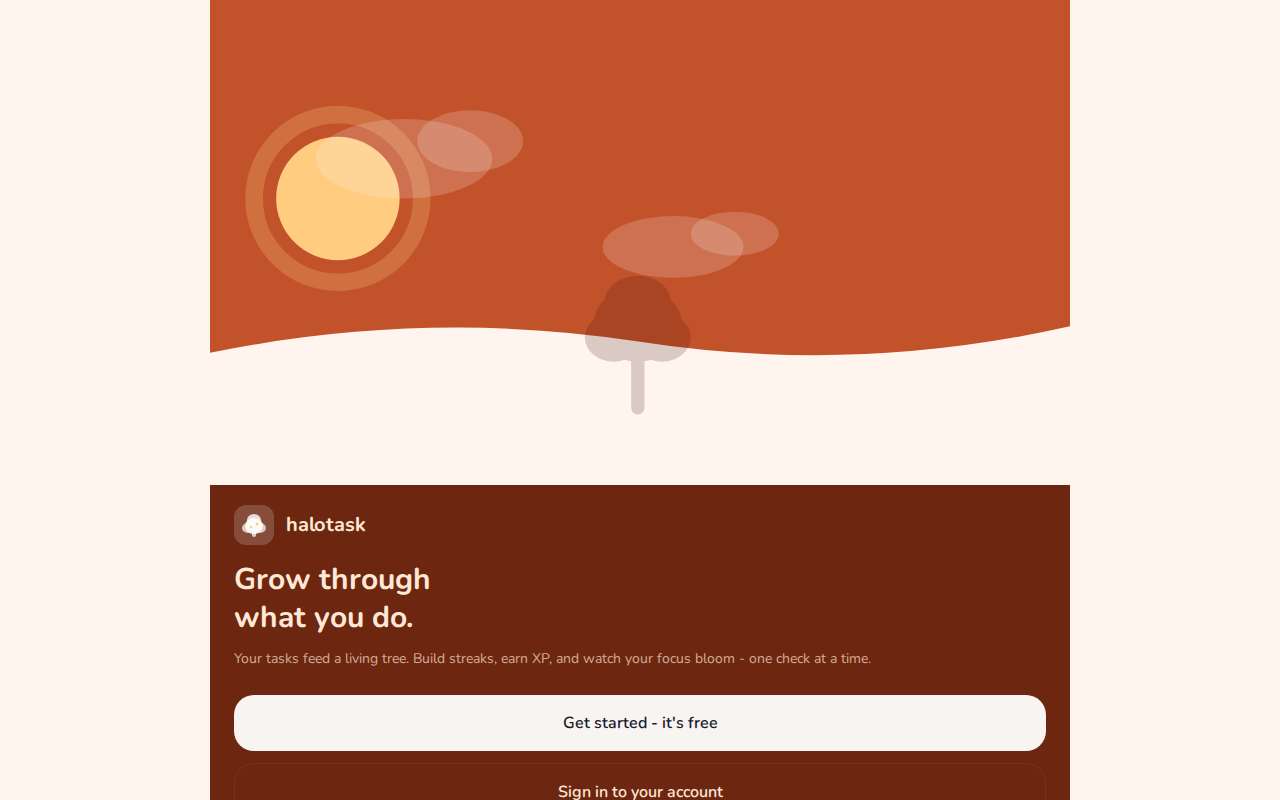 halotask
Grow through
what you do.
Your tasks feed a living tree. Build streaks, earn XP, and watch your focus bloom - one check at a time.
Get started - it's free
Sign in to your account